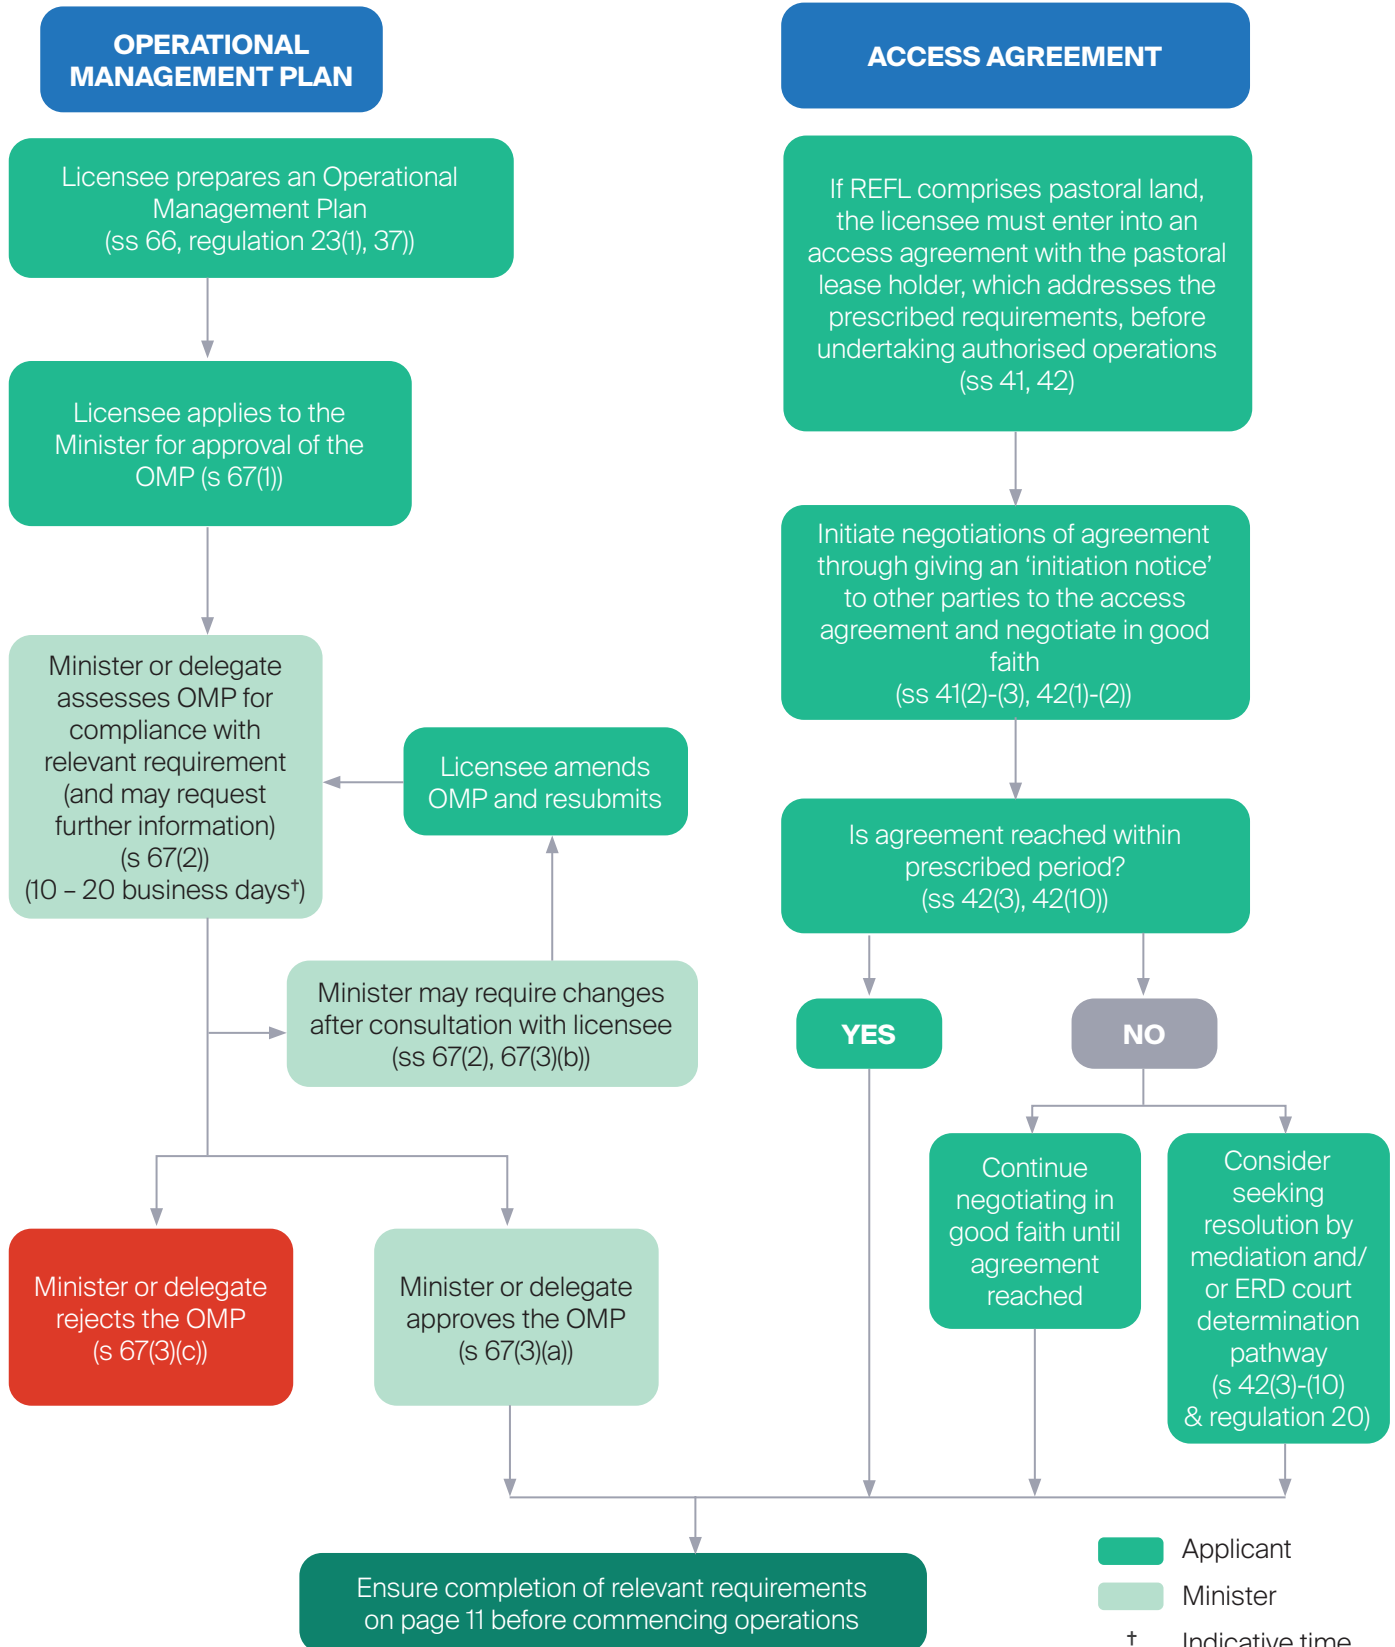 OPERATIONAL
MANAGEMENT PLAN
Licensee prepares an Operational
Management Plan
(ss 66, regulation 23(1), 37))
Licensee applies to the
Minister for approval of the
OMP (s 67(1))
Minister or delegate
assesses OMP for
compliance with
relevant requirement
(and may request
further information)
(s 67(2))
(10 – 20 business days†)
Licensee amends
OMP and resubmits
Minister may require changes
after consultation with licensee
(ss 67(2), 67(3)(b))
Minister or delegate
rejects the OMP
(s 67(3)(c))
Minister or delegate
approves the OMP
(s 67(3)(a))
ACCESS AGREEMENT
If REFL comprises pastoral land,
the licensee must enter into an
access agreement with the pastoral
lease holder, which addresses the
prescribed requirements, before
undertaking authorised operations
(ss 41, 42)
Initiate negotiations of agreement
through giving an ‘initiation notice’
to other parties to the access
agreement and negotiate in good
faith
(ss 41(2)-(3), 42(1)-(2))
Is agreement reached within
prescribed period?
(ss 42(3), 42(10))
YES
NO
Continue
negotiating in
good faith until
agreement
reached
Consider
seeking
resolution by
mediation and/
or ERD court
determination
pathway
(s 42(3)-(10)
& regulation 20)
Ensure completion of relevant requirements
on page 11 before commencing operations
Applicant
Minister
† Indicative time